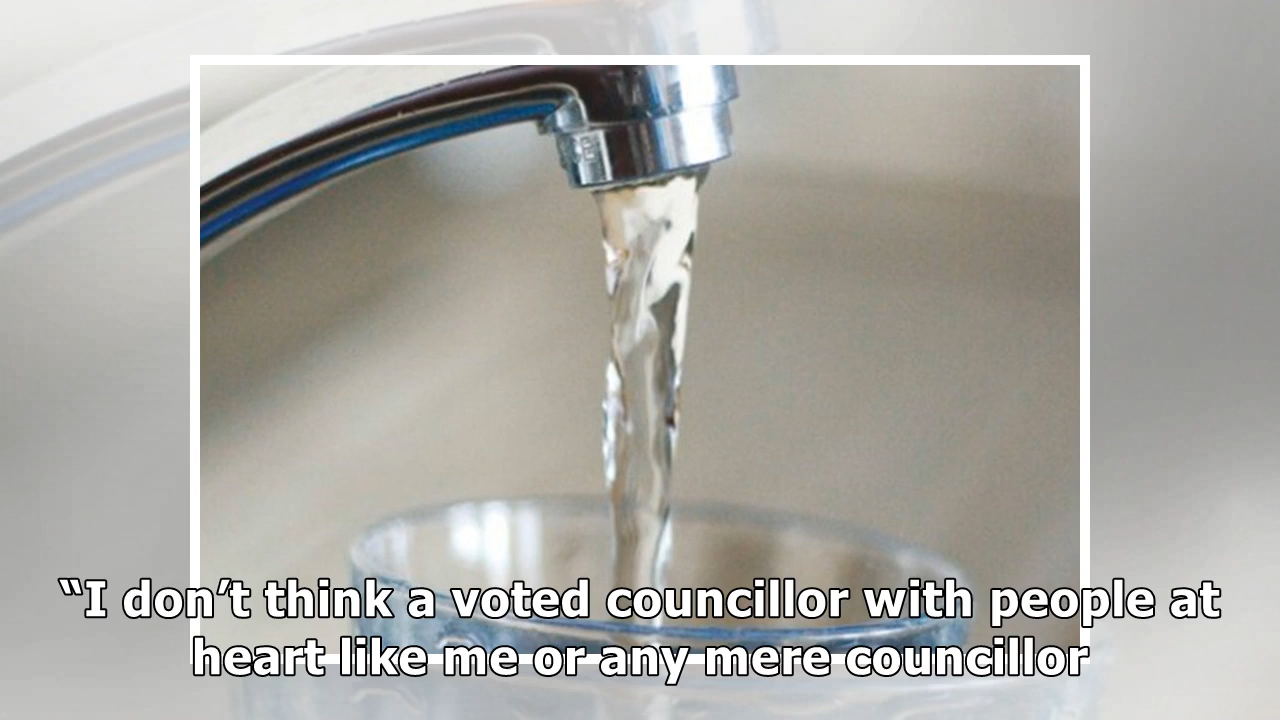 “I don’t think a voted councillor with people at
heart like me or any mere councillor